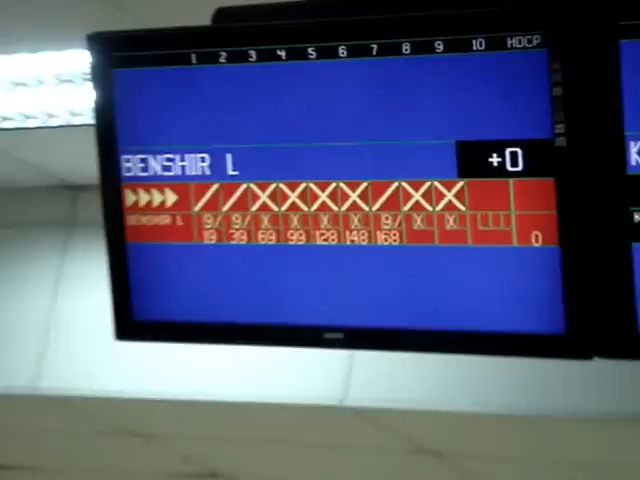 1 2 3 4 5 6 7 8 9 10 HDCP
BENSHIR L +0
/ / X X X X / X X
BENSHIR L 9/ 9/ X X X X 9/ X X
19 39 69 99 128 148 168 0
K